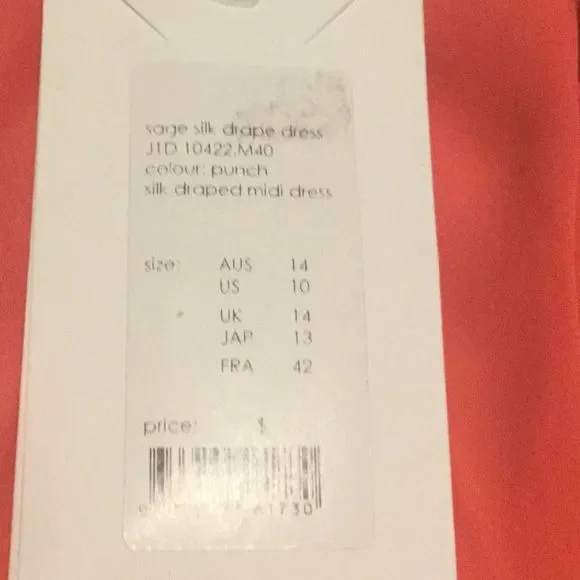 sage silk drape dress
J1D 10422.M40
colour: punch
silk draped midi dress
size: AUS 14
US 10
UK 14
JAP 13
FRA 42
price: $
61730